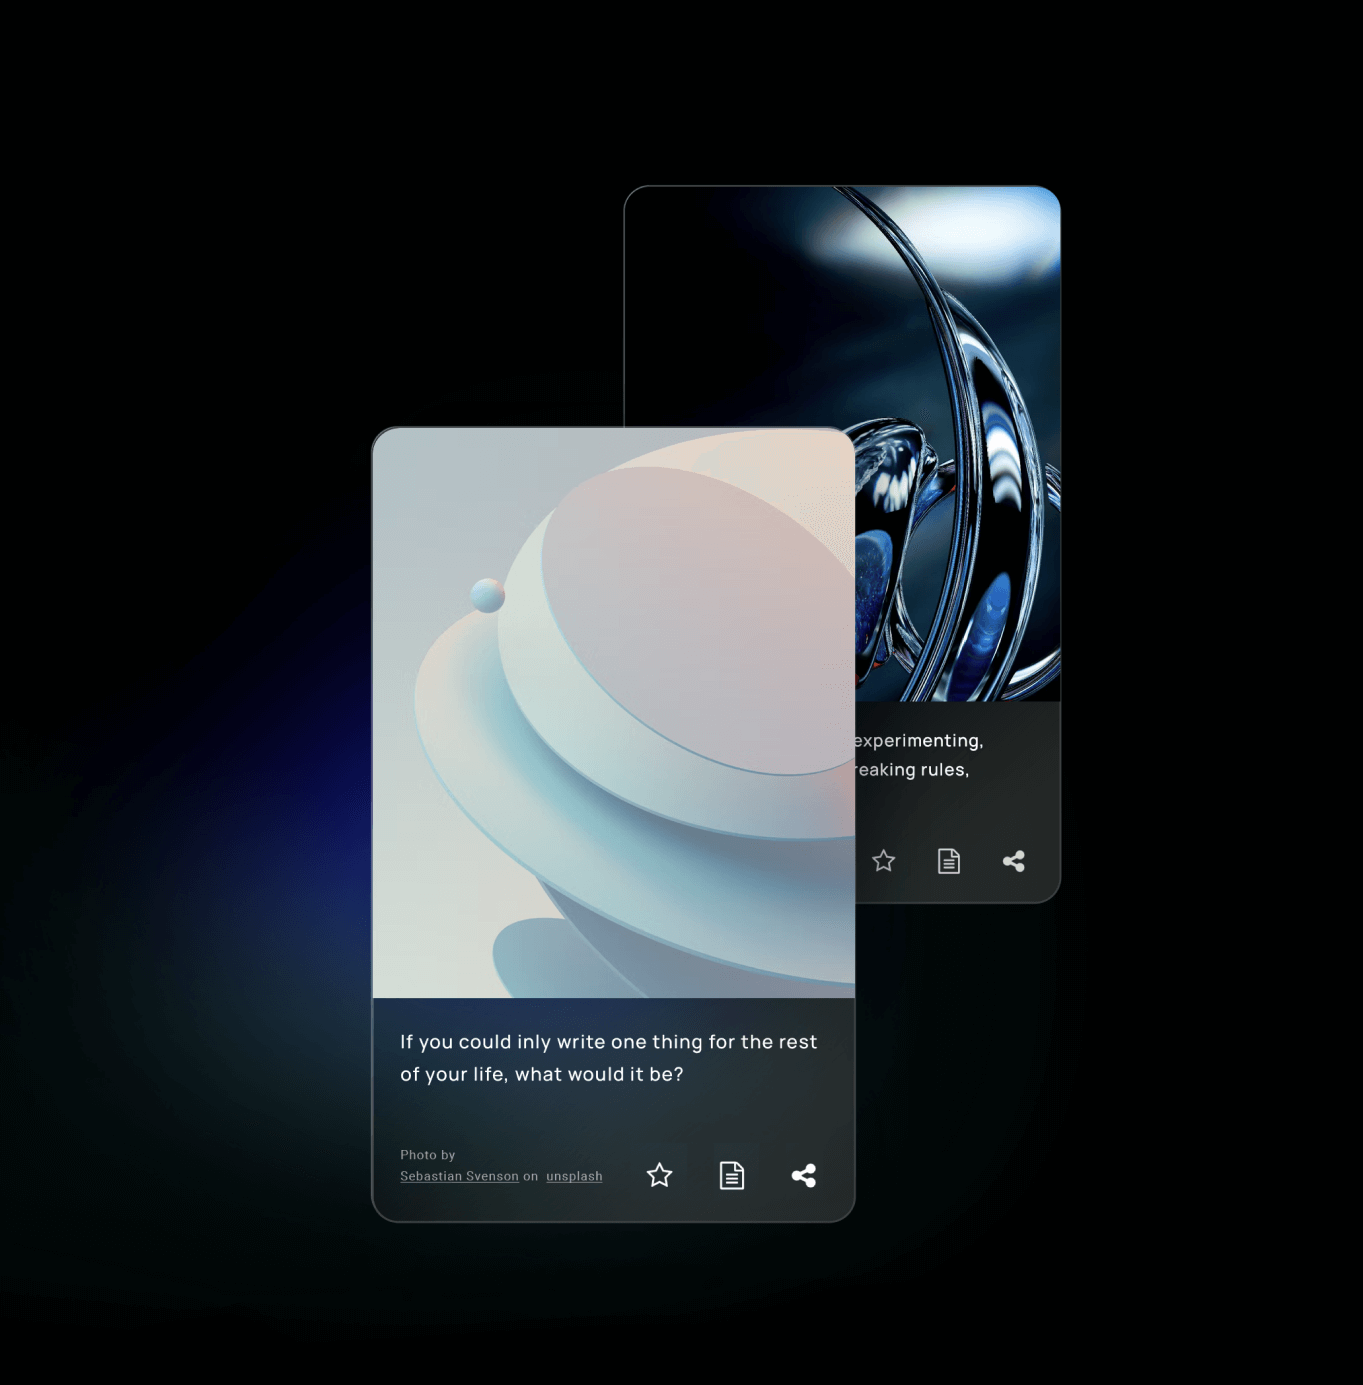 experimenting,
reaking rules,
If you could inly write one thing for the rest
of your life, what would it be?
Photo by
Sebastian Svenson on unsplash